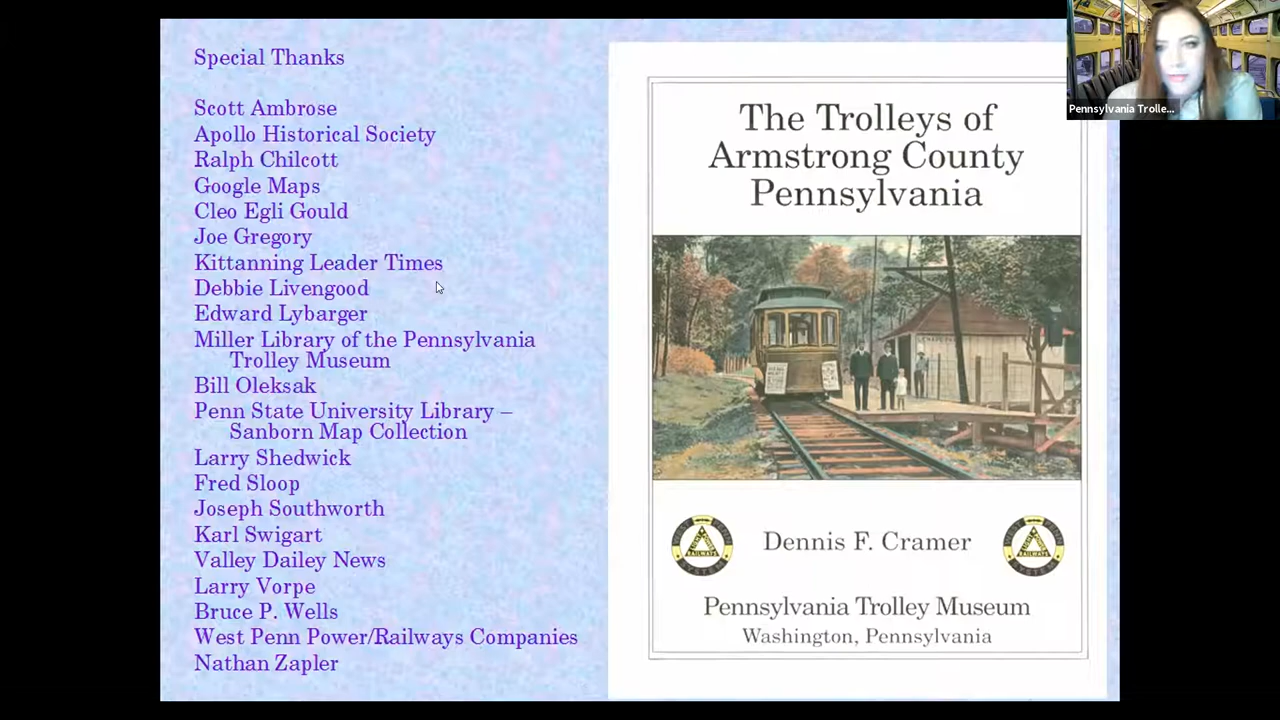 Special Thanks
Scott Ambrose
Apollo Historical Society
Ralph Chilcott
Google Maps
Cleo Egli Gould
Joe Gregory
Kittanning Leader Times
Debbie Livengood
Edward Lybarger
Miller Library of the Pennsylvania
Trolley Museum
Bill Oleksak
Penn State University Library –
Sanborn Map Collection
Larry Shedwick
Fred Sloop
Joseph Southworth
Karl Swigart
Valley Dailey News
Larry Vorpe
Bruce P. Wells
West Penn Power/Railways Companies
Nathan Zapler
The Trolleys of
Armstrong County
Pennsylvania
RAILWAYS
Dennis F. Cramer
RAILWAYS
Pennsylvania Trolley Museum
Washington, Pennsylvania
Pennsylvania Trolle...